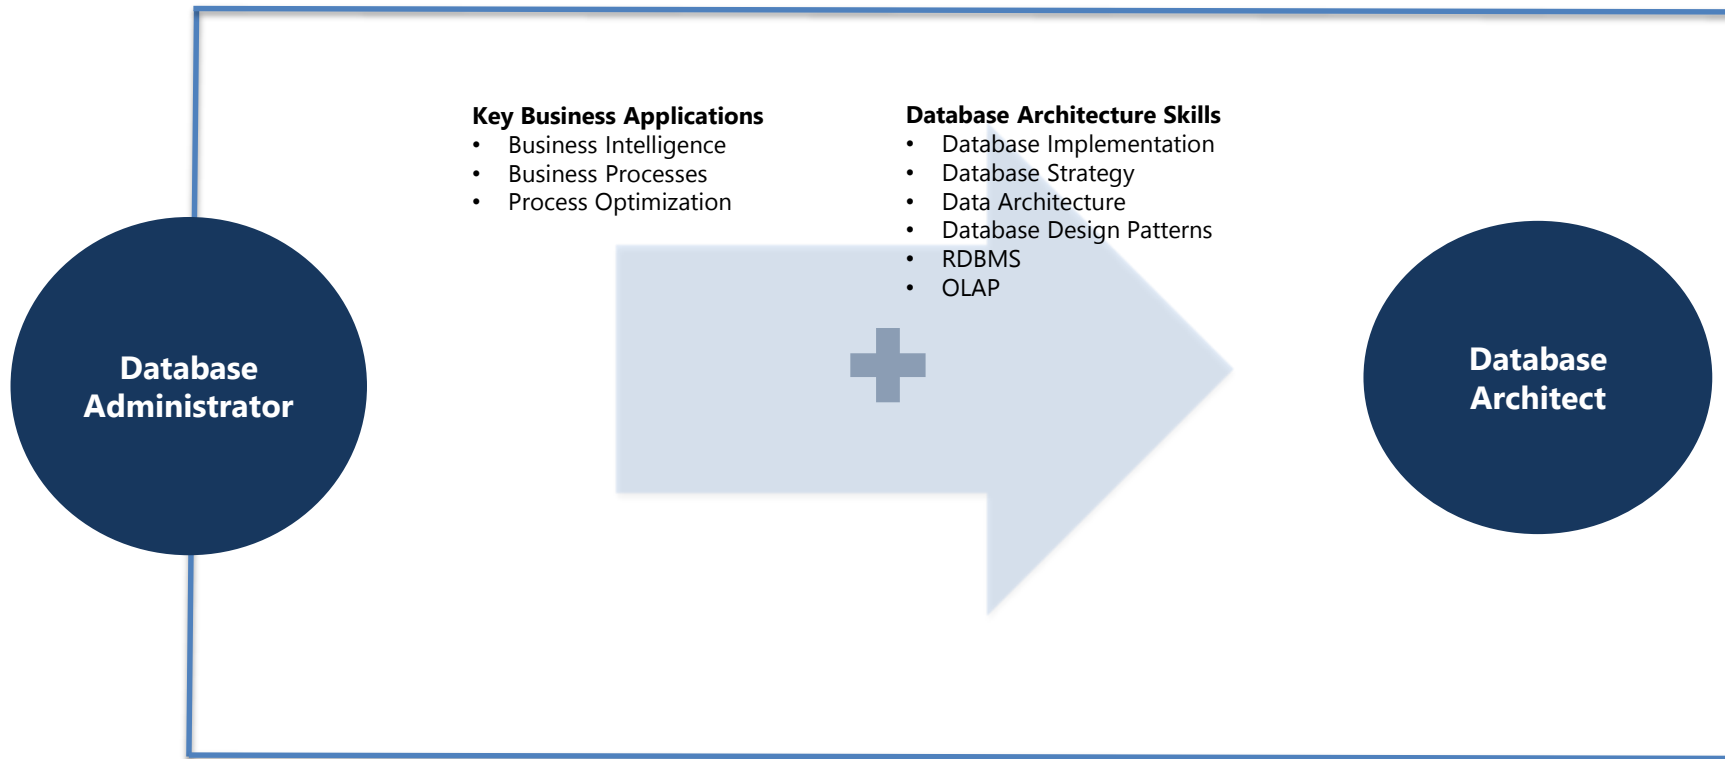 Key Business Applications
• Business Intelligence
• Business Processes
• Process Optimization
Database Architecture Skills
• Database Implementation
• Database Strategy
• Data Architecture
• Database Design Patterns
• RDBMS
• OLAP
Database
Administrator
Database
Architect